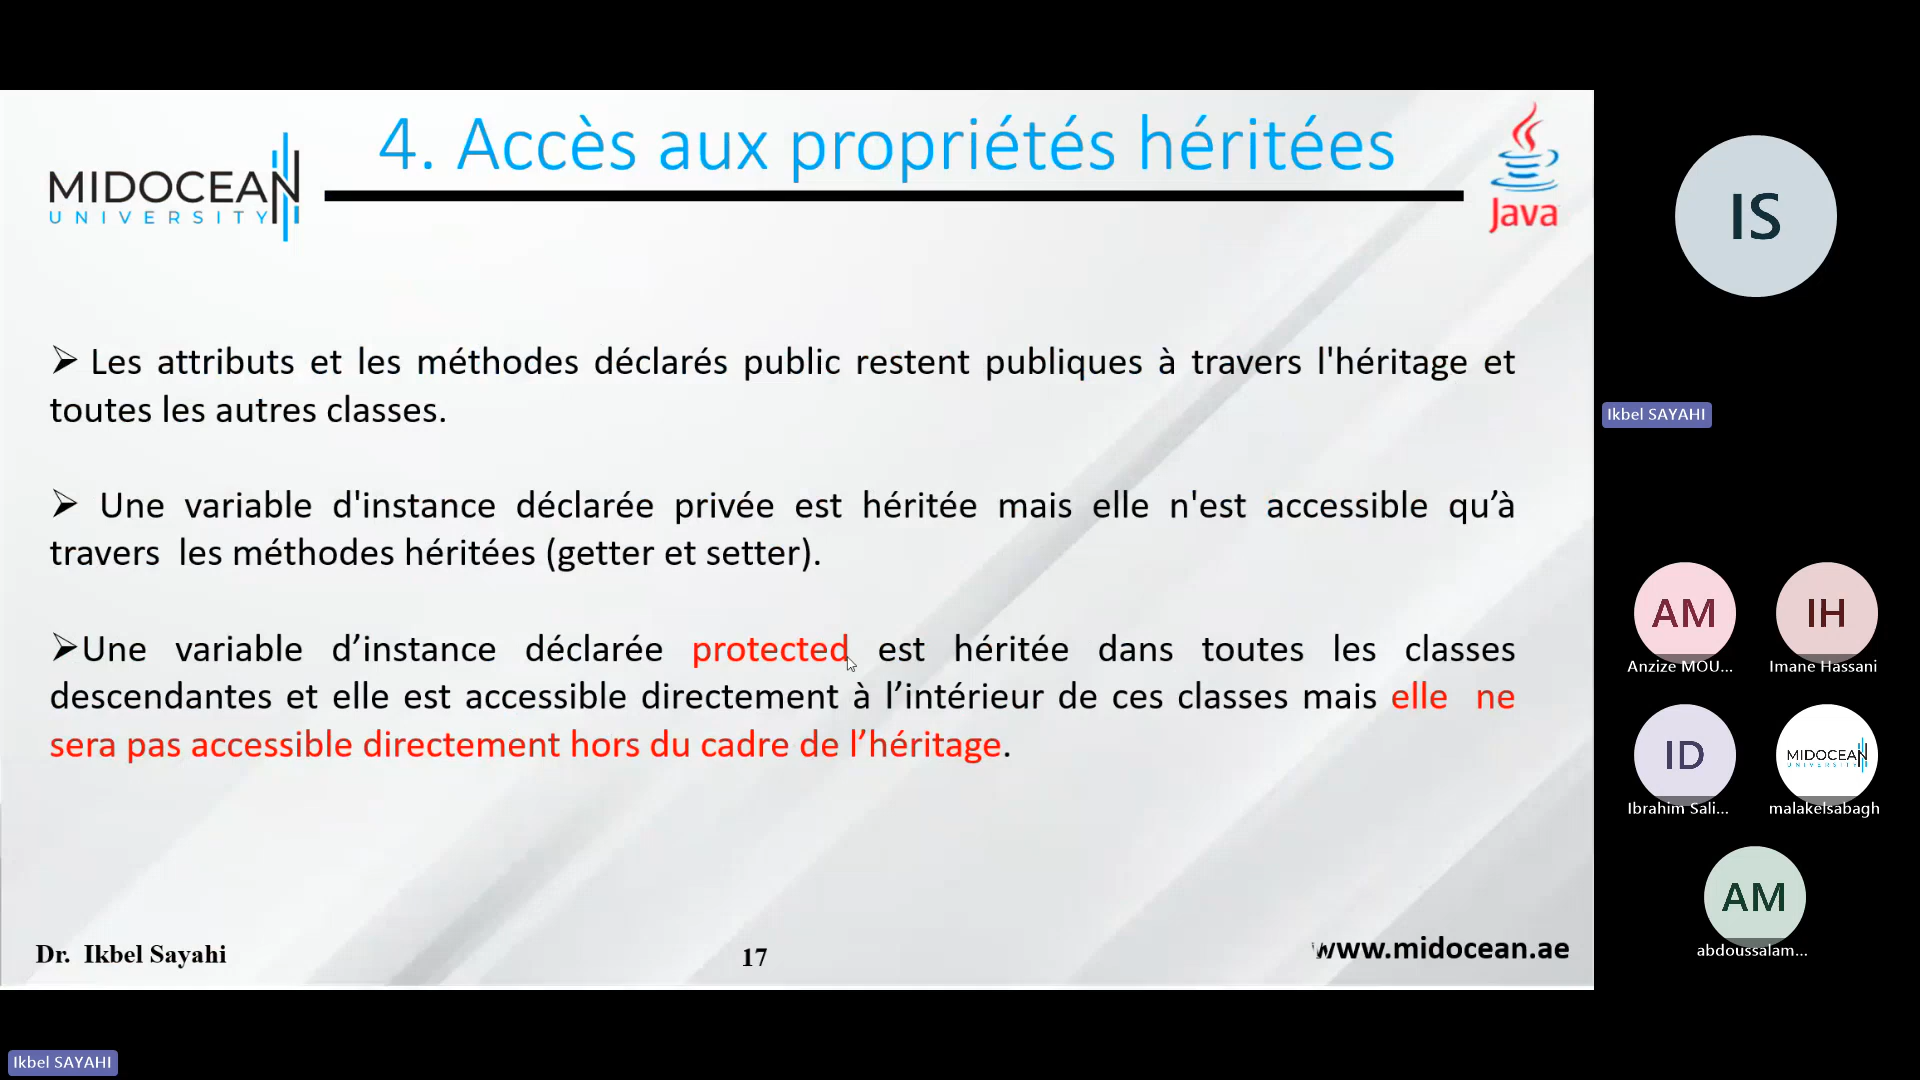 4. Accès aux propriétés héritées
MIDOCEAN
UNIVERSITY
Java
➢ Les attributs et les méthodes déclarés public restent publiques à travers l'héritage et
toutes les autres classes.
➢ Une variable d'instance déclarée privée est héritée mais elle n'est accessible qu’à
travers les méthodes héritées (getter et setter).
➢Une variable d’instance déclarée protected est héritée dans toutes les classes
descendantes et elle est accessible directement à l’intérieur de ces classes mais elle ne
sera pas accessible directement hors du cadre de l’héritage.
Dr. Ikbel Sayahi
17
www.midocean.ae
Ikbel SAYAHI
IS
Ikbel SAYAHI
AM
Anzize MOU...
IH
Imane Hassani
ID
Ibrahim Sali...
MIDOCEAN
UNIVERSITY
malakelsabagh
AM
abdoussalam...